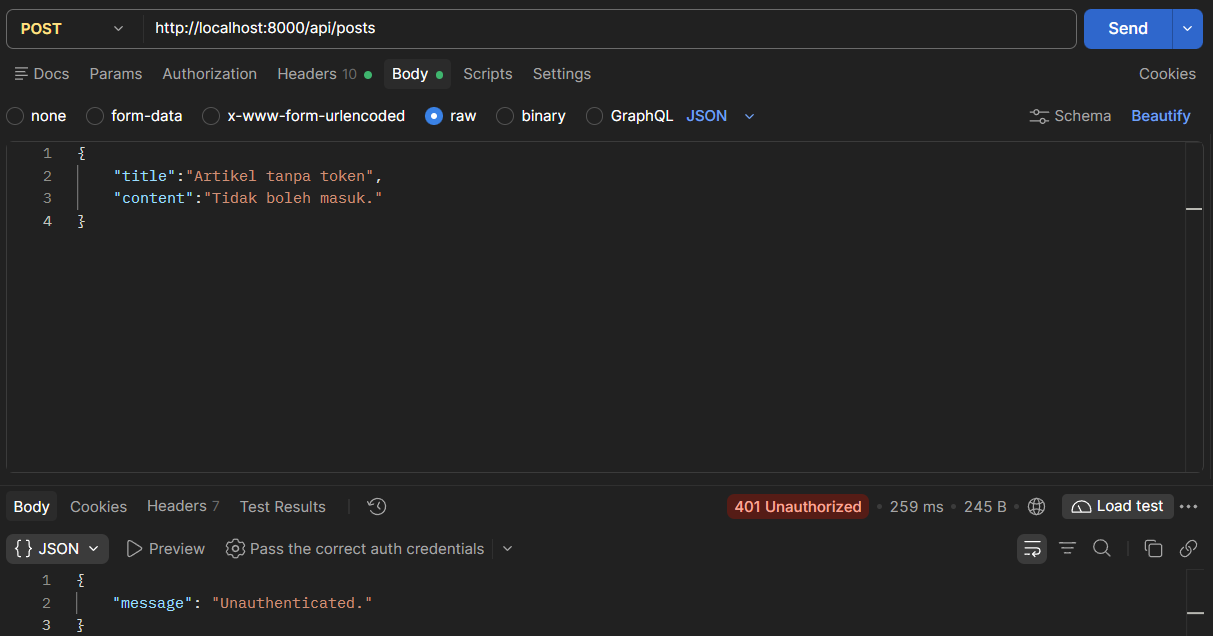 POST http://localhost:8000/api/posts Send
Docs Params Authorization Headers 10 Body Scripts Settings Cookies
none form-data x-www-form-urlencoded raw binary GraphQL JSON Schema Beautify
1 {
2 "title":"Artikel tanpa token",
3 "content":"Tidak boleh masuk."
4 }
Body Cookies Headers 7 Test Results 401 Unauthorized • 259 ms • 245 B • Load test
{} JSON Preview Pass the correct auth credentials
1 {
2 "message": "Unauthenticated."
3 }